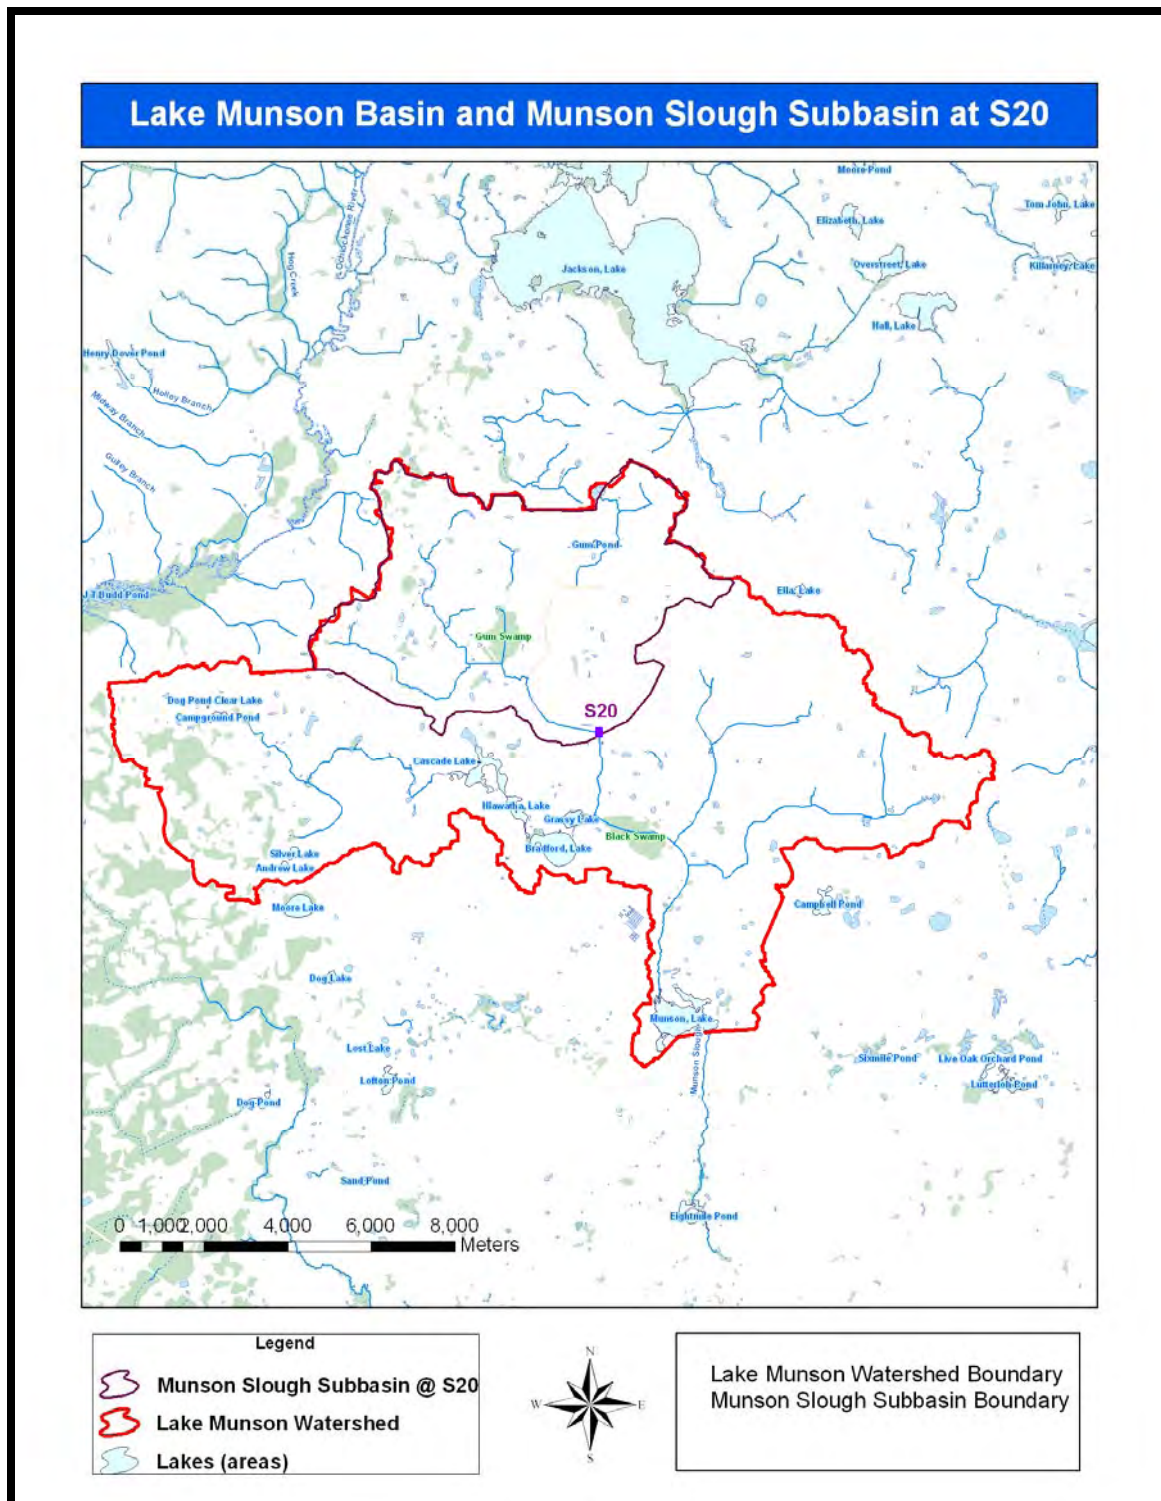 Lake Munson Basin and Munson Slough Subbasin at S20
Moore Pond
Tom John, Lake
Elizabeth, Lake
Ochlockonee River
Hog Creek
Jackson, Lake
Overstreet, Lake
Killarney, Lake
Hall, Lake
Henry Dover Pond
Holley Branch
Midway Branch
Gulley Branch
Gum Pond
J T Budd Pond
Ella, Lake
Gum Swamp
Dog Pond Clear Lake
Campground Pond
S20
Cascade Lake
Hiawatha, Lake
Grassy Lake
Black Swamp
Bradford, Lake
Silver Lake
Andrew Lake
Moore Lake
Campbell Pond
Dog Lake
Munson, Lake
Munson Slough
Lost Lake
Sixmile Pond
Live Oak Orchard Pond
Lofton Pond
Lutterloh Pond
Dog Pond
Sand Pond
Eightmile Pond
0 1,000 2,000 4,000 6,000 8,000
Meters
Legend
Munson Slough Subbasin @ S20
Lake Munson Watershed
Lakes (areas)
N
W
E
S
Lake Munson Watershed Boundary
Munson Slough Subbasin Boundary